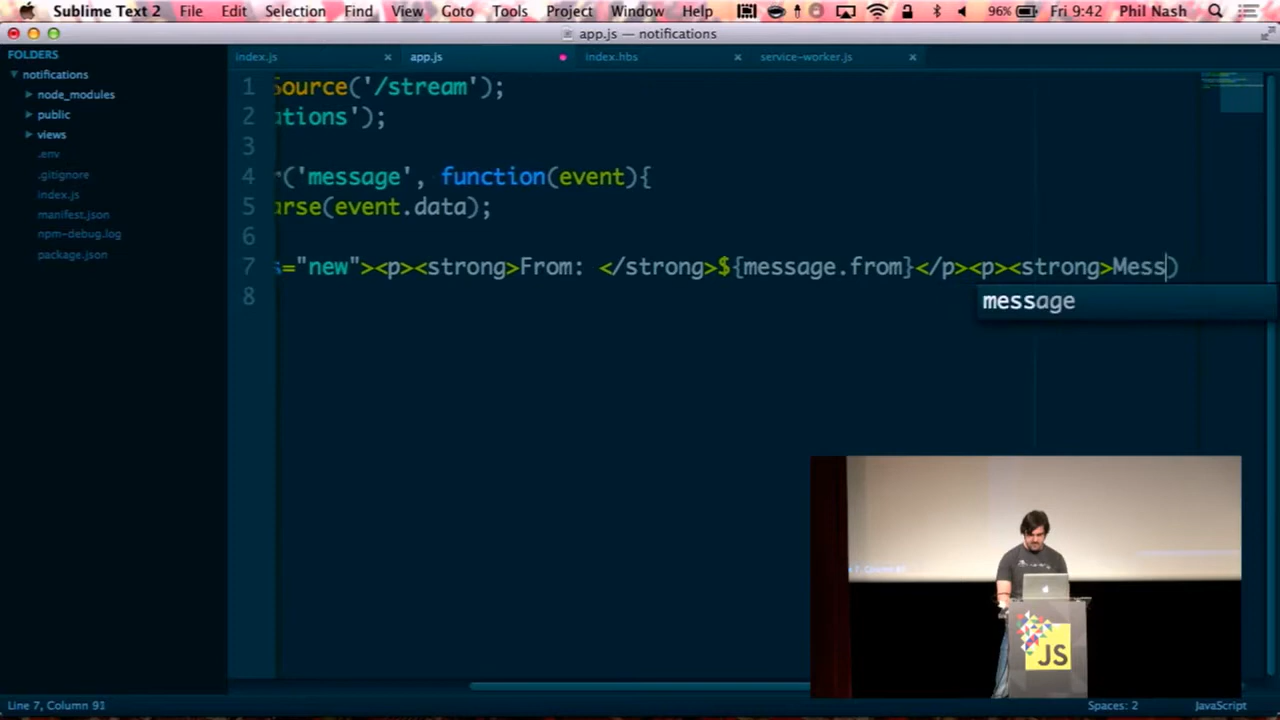 Sublime Text 2 File Edit Selection Find View Goto Tools Project Window Help 96% Fri 9:42 Phil Nash
app.js — notifications
FOLDERS
notifications
node_modules
public
views
.env
.gitignore
index.js
manifest.json
npm-debug.log
package.json
index.js app.js index.hbs service-worker.js
1 Source('/stream');
2 ations');
3
4 r('message', function(event){
5 arse(event.data);
6
7 s="new"><p><strong>From: </strong>${message.from}</p><p><strong>Mess)
message
8
JS
Line 7, Column 91 Spaces: 2 JavaScript